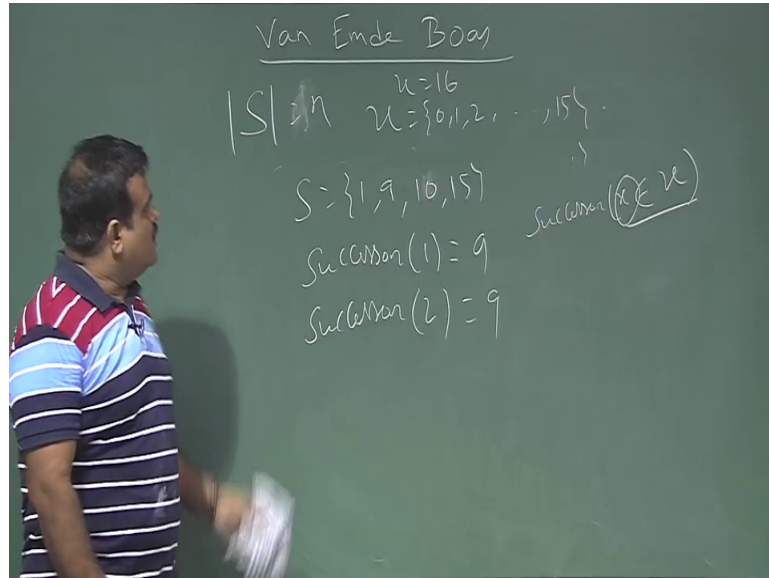 Van Emde Boas
u=16
|S|=n u={0,1,2, ..., 15}.
S={1,9,10,15}
Successor(x ∈ u)
Successor(1)=9
Successor(2)=9